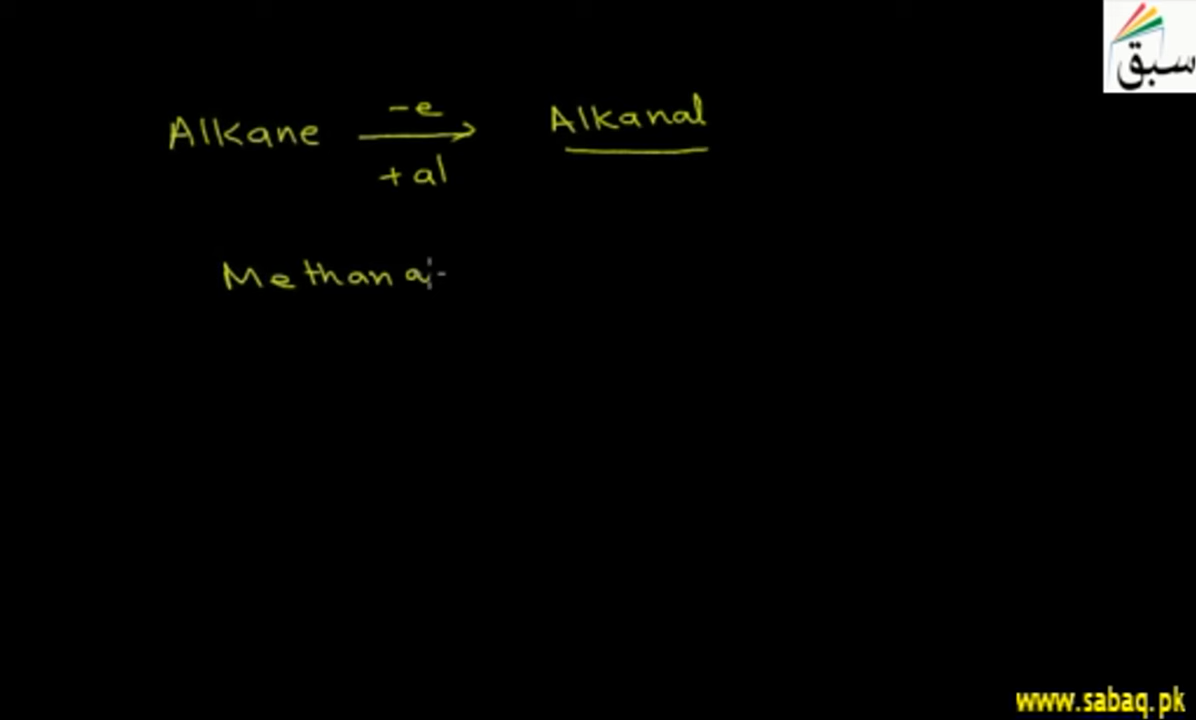 سبق
-e
Alkane → Alkanal
+ al
Methana
www.sabaq.pk